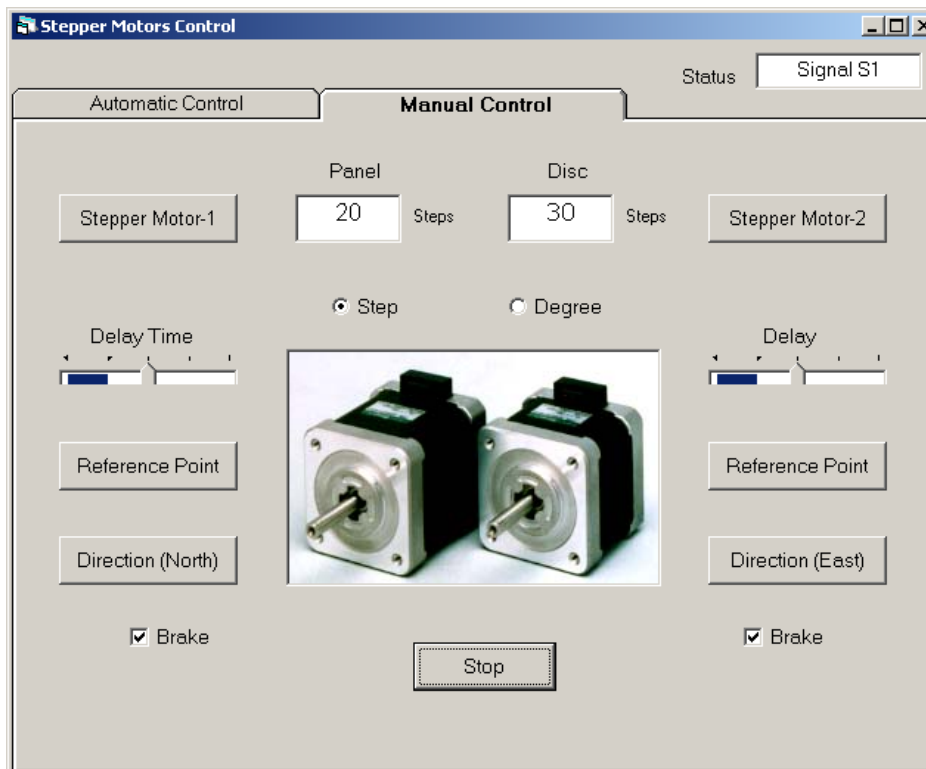 Stepper Motors Control
Status Signal S1
Automatic Control Manual Control
Panel Disc
Stepper Motor-1 20 Steps 30 Steps Stepper Motor-2
Step Degree
Delay Time Delay
Reference Point Reference Point
Direction (North) Direction (East)
Brake Brake
Stop